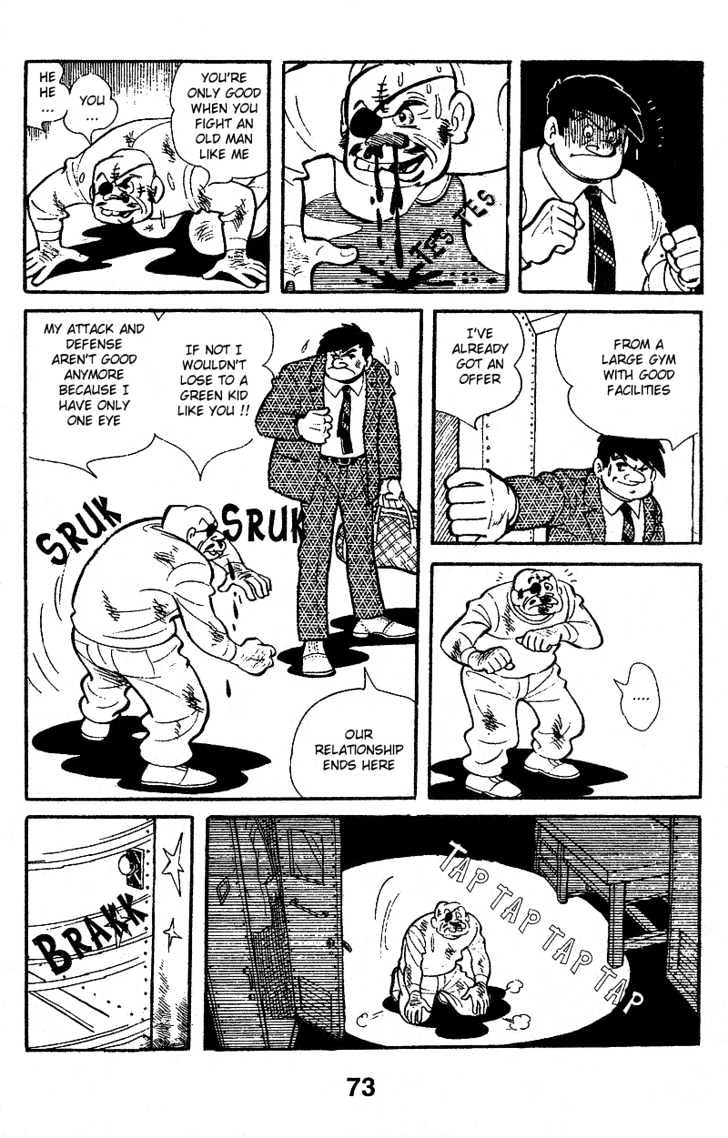 HE
HE
...
YOU
...
YOU'RE
ONLY GOOD
WHEN YOU
FIGHT AN
OLD MAN
LIKE ME
TES TES
MY ATTACK AND
DEFENSE
AREN'T GOOD
ANYMORE
BECAUSE I
HAVE ONLY
ONE EYE
IF NOT I
WOULDN'T
LOSE TO A
GREEN KID
LIKE YOU !!
SRUK
SRUK
OUR
RELATIONSHIP
ENDS HERE
I'VE
ALREADY
GOT AN
OFFER
FROM A
LARGE GYM
WITH GOOD
FACILITIES
....
BRAKK
TAP TAP TAP TAP
73